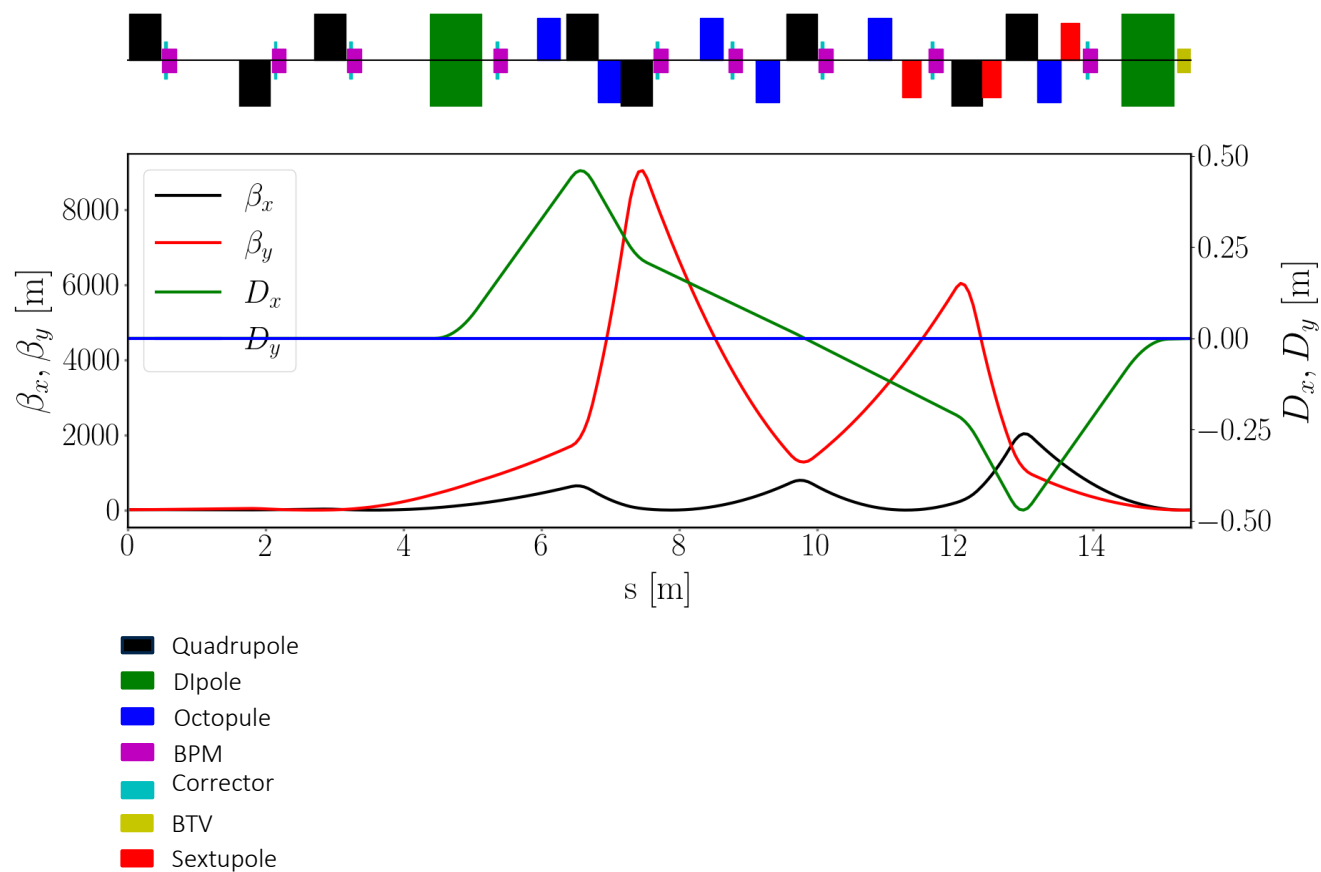 βx
βy
Dx
Dy
8000
6000
4000
2000
0
βx, βy [m]
0.50
0.25
0.00
−0.25
−0.50
Dx, Dy [m]
0 2 4 6 8 10 12 14
s [m]
Quadrupole
DIpole
Octopule
BPM
Corrector
BTV
Sextupole